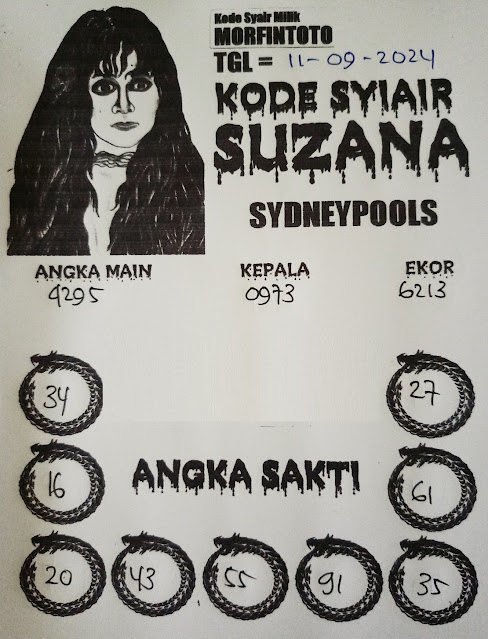 Kode Syair Milik
MORFINTOTO
TGL = 11-09-2024
KODE SYIAIR
SUZANA
SYDNEYPOOLS
ANGKA MAIN KEPALA EKOR
4295 0973 6213
34 27
16 ANGKA SAKTI 61
20 43 55 91 35